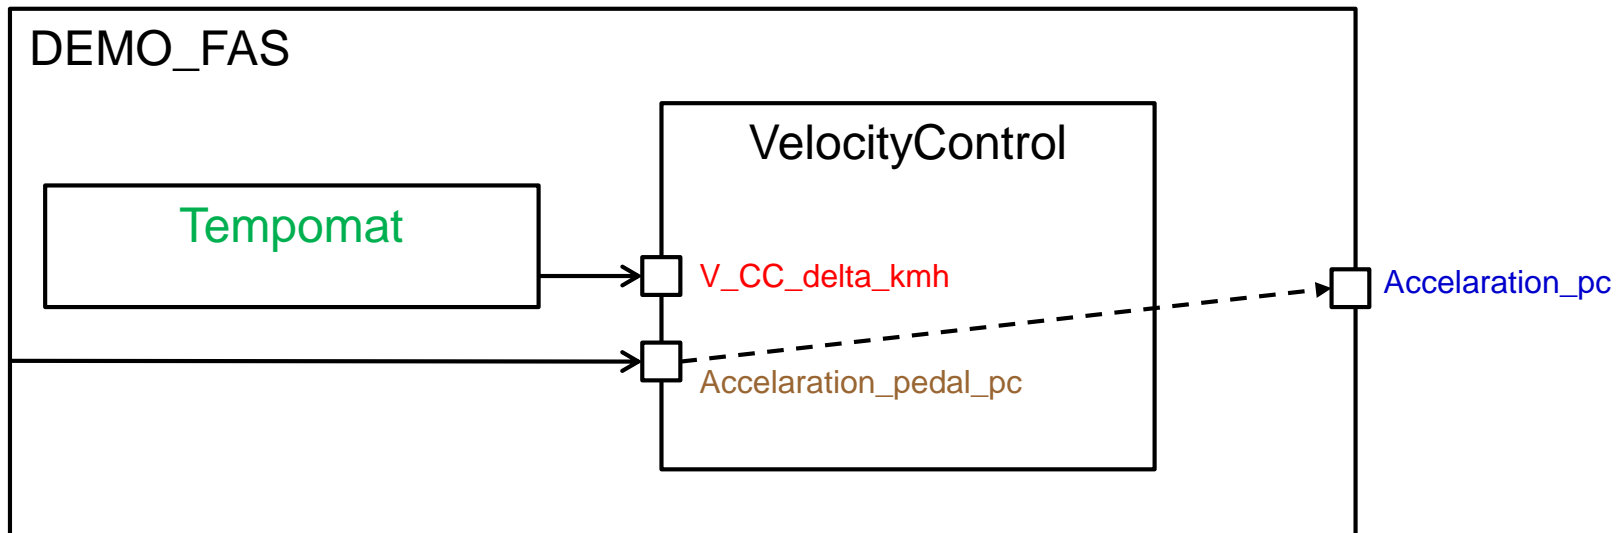 DEMO_FAS
VelocityControl
Tempomat
V_CC_delta_kmh
Accelaration_pc
Accelaration_pedal_pc